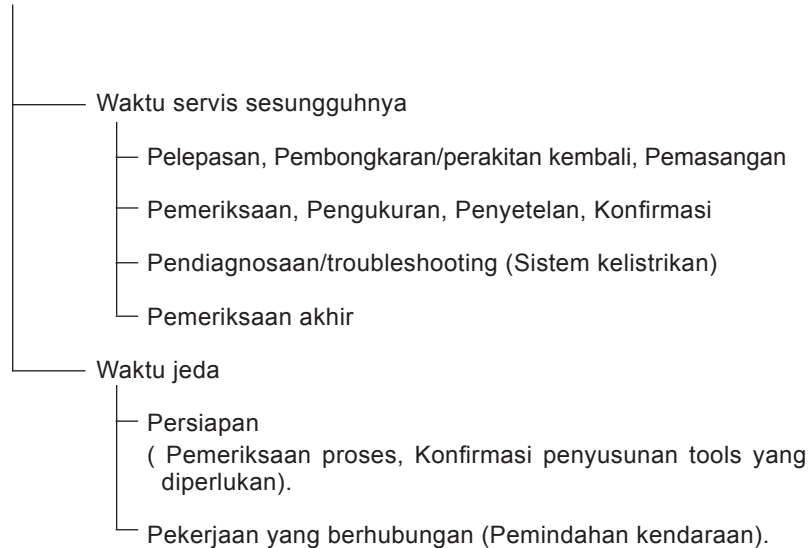 Waktu servis sesungguhnya
Pelepasan, Pembongkaran/perakitan kembali, Pemasangan
Pemeriksaan, Pengukuran, Penyetelan, Konfirmasi
Pendiagnosaan/troubleshooting (Sistem kelistrikan)
Pemeriksaan akhir
Waktu jeda
Persiapan
( Pemeriksaan proses, Konfirmasi penyusunan tools yang
diperlukan).
Pekerjaan yang berhubungan (Pemindahan kendaraan).